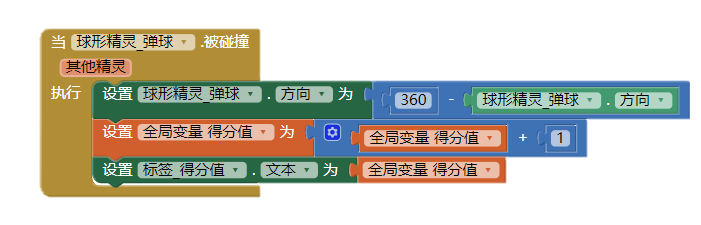 当 球形精灵_弹球 .被碰撞
其他精灵
执行 设置 球形精灵_弹球 . 方向 为 360 - 球形精灵_弹球 . 方向
设置 全局变量 得分值 为 全局变量 得分值 + 1
设置 标签_得分值 . 文本 为 全局变量 得分值